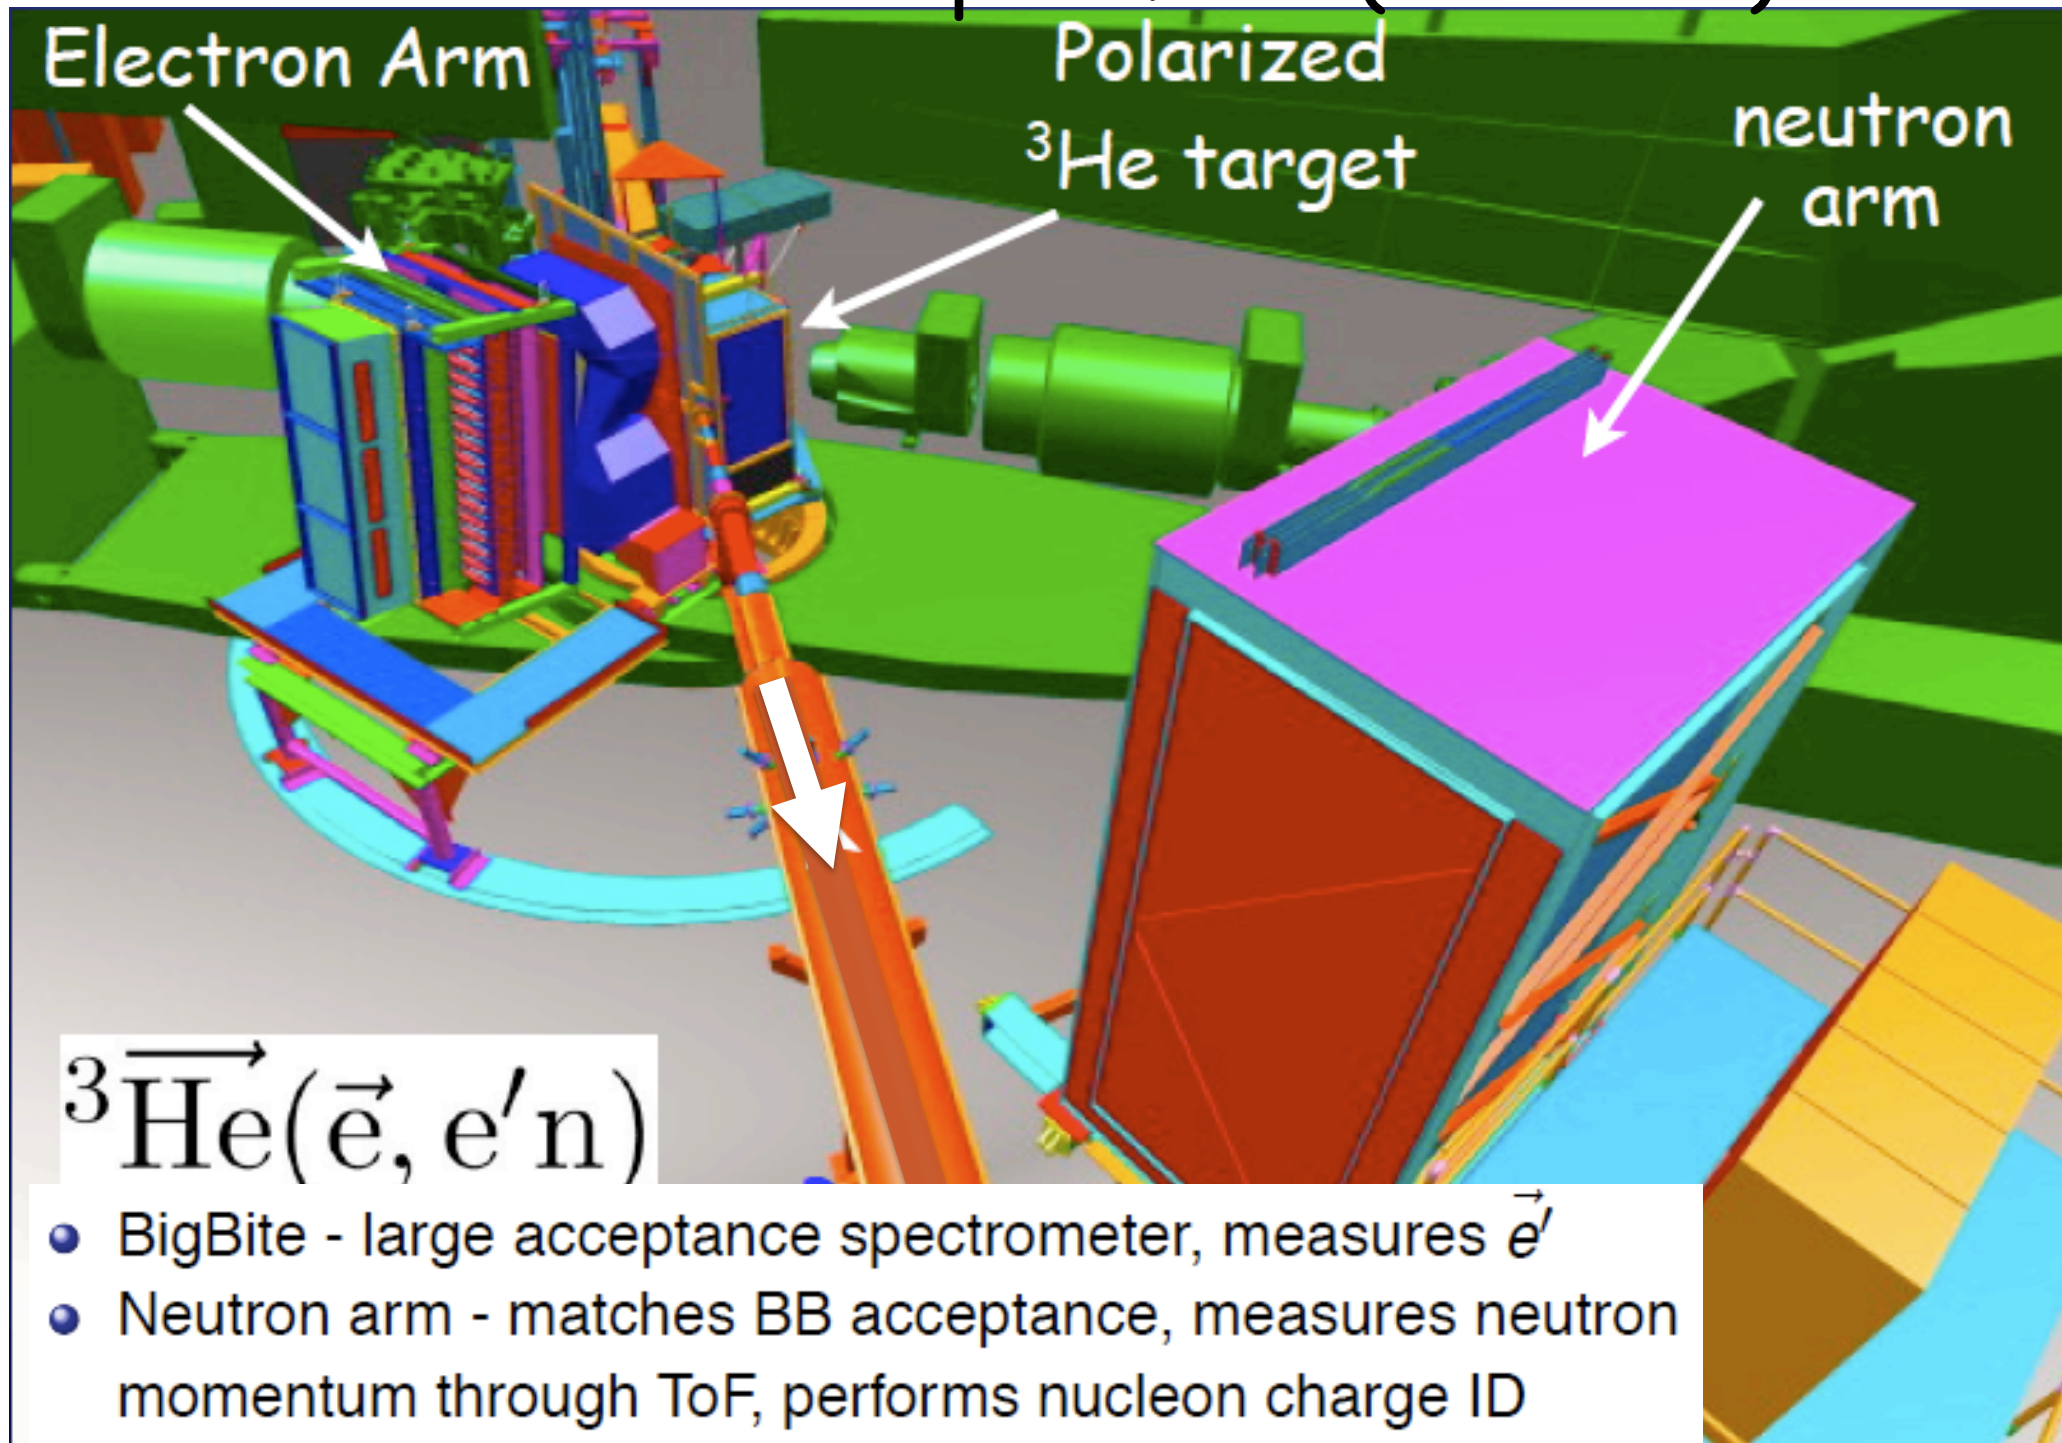 Electron Arm
Polarized
³He target
neutron
arm
³He⃗(e⃗, e′n)
BigBite - large acceptance spectrometer, measures e⃗′
Neutron arm - matches BB acceptance, measures neutron
momentum through ToF, performs nucleon charge ID